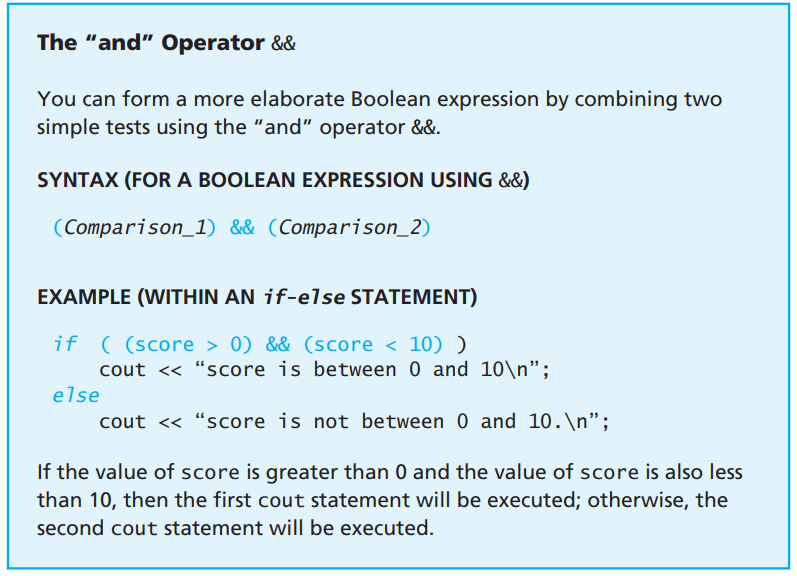 The “and” Operator &&
You can form a more elaborate Boolean expression by combining two
simple tests using the “and” operator &&.
SYNTAX (FOR A BOOLEAN EXPRESSION USING &&)
(Comparison_1) && (Comparison_2)
EXAMPLE (WITHIN AN if-else STATEMENT)
if ( (score > 0) && (score < 10) )
cout << “score is between 0 and 10\n”;
else
cout << “score is not between 0 and 10.\n”;
If the value of score is greater than 0 and the value of score is also less
than 10, then the first cout statement will be executed; otherwise, the
second cout statement will be executed.